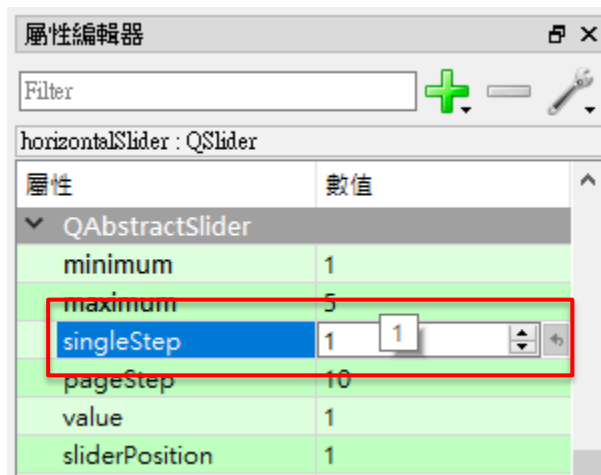 屬性編輯器
Filter
horizontalSlider : QSlider
屬性 數值
QAbstractSlider
minimum 1
maximum 5
singleStep 1 1
pageStep 10
value 1
sliderPosition 1